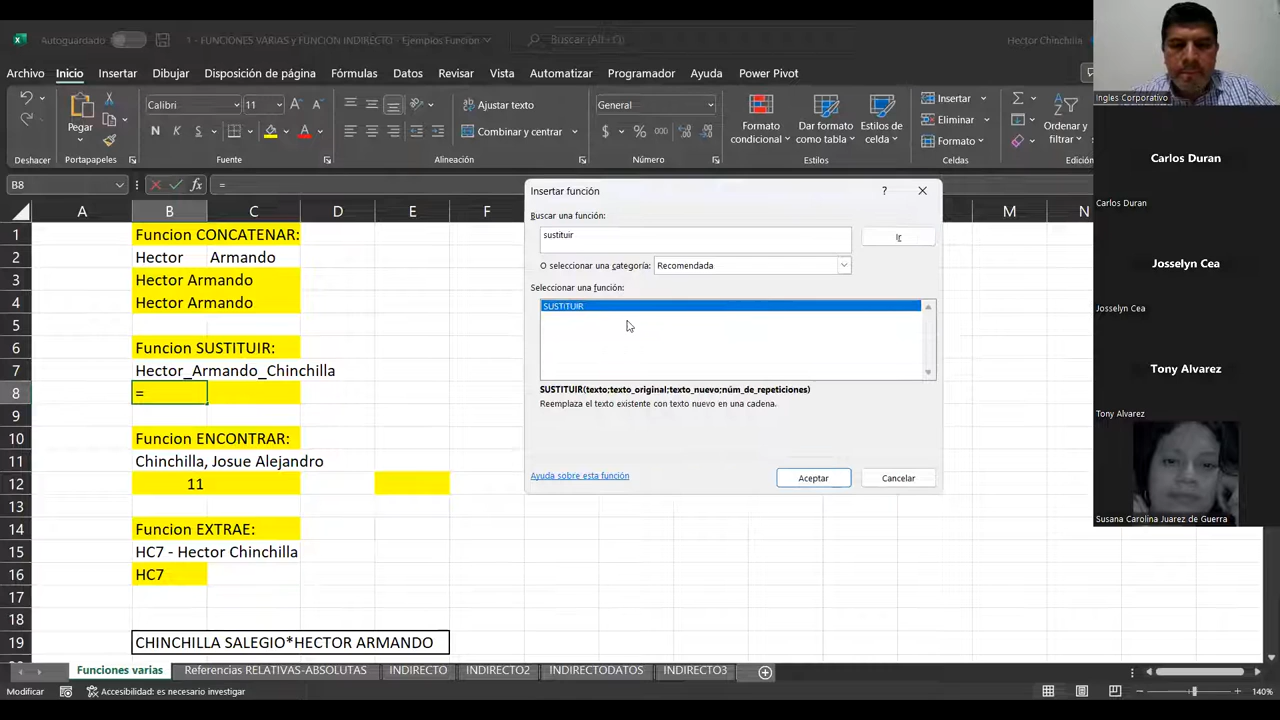 Autoguardado
1 - FUNCIONES VARIAS y FUNCION INDIRECTO - Ejemplos Funcion
Buscar (Alt+Q)
Hector Chinchilla
Archivo Inicio Insertar Dibujar Disposición de página Fórmulas Datos Revisar Vista Automatizar Programador Ayuda Power Pivot
Pegar
Calibri 11
N K S
Ajustar texto
Combinar y centrar
General
$ % 000
Formato condicional
Dar formato como tabla
Estilos de celda
Insertar
Eliminar
Formato
Ordenar y filtrar
Deshacer Portapapeles Fuente Alineación Número Estilos Celdas Edición
B8 fx =
A B C D E F M N
1 Funcion CONCATENAR:
2 Hector Armando
3 Hector Armando
4 Hector Armando
5
6 Funcion SUSTITUIR:
7 Hector_Armando_Chinchilla
8 =
9
10 Funcion ENCONTRAR:
11 Chinchilla, Josue Alejandro
12 11
13
14 Funcion EXTRAE:
15 HC7 - Hector Chinchilla
16 HC7
17
18
19 CHINCHILLA SALEGIO*HECTOR ARMANDO
Insertar función
?
Buscar una función:
sustituir
Ir
O seleccionar una categoría: Recomendada
Seleccionar una función:
SUSTITUIR
SUSTITUIR(texto;texto_original;texto_nuevo;núm_de_repeticiones)
Reemplaza el texto existente con texto nuevo en una cadena.
Ayuda sobre esta función
Aceptar Cancelar
Funciones varias Referencias RELATIVAS-ABSOLUTAS INDIRECTO INDIRECTO2 INDIRECTODATOS INDIRECTO3
Modificar Accesibilidad: es necesario investigar 140%
Ingles Corporativo
Carlos Duran
Carlos Duran
Josselyn Cea
Josselyn Cea
Tony Alvarez
Tony Alvarez
Susana Carolina Juarez de Guerra